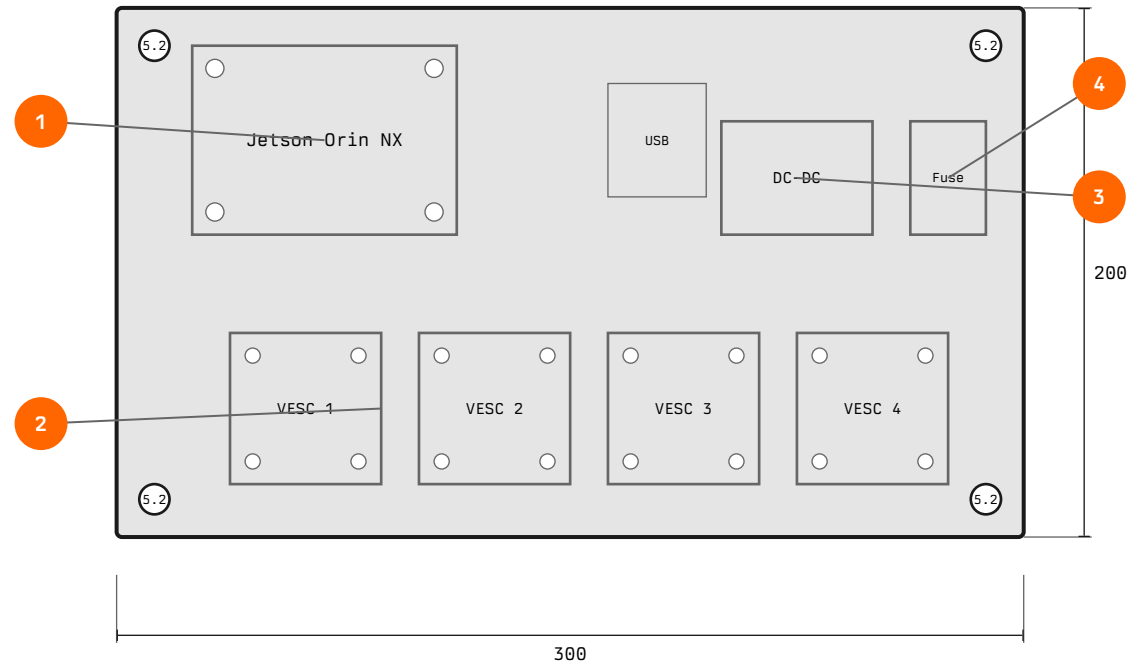 5.2
5.2
4
1
Jetson Orin NX
USB
DC-DC
Fuse
3
200
VESC 1
VESC 2
VESC 3
VESC 4
2
5.2
5.2
300